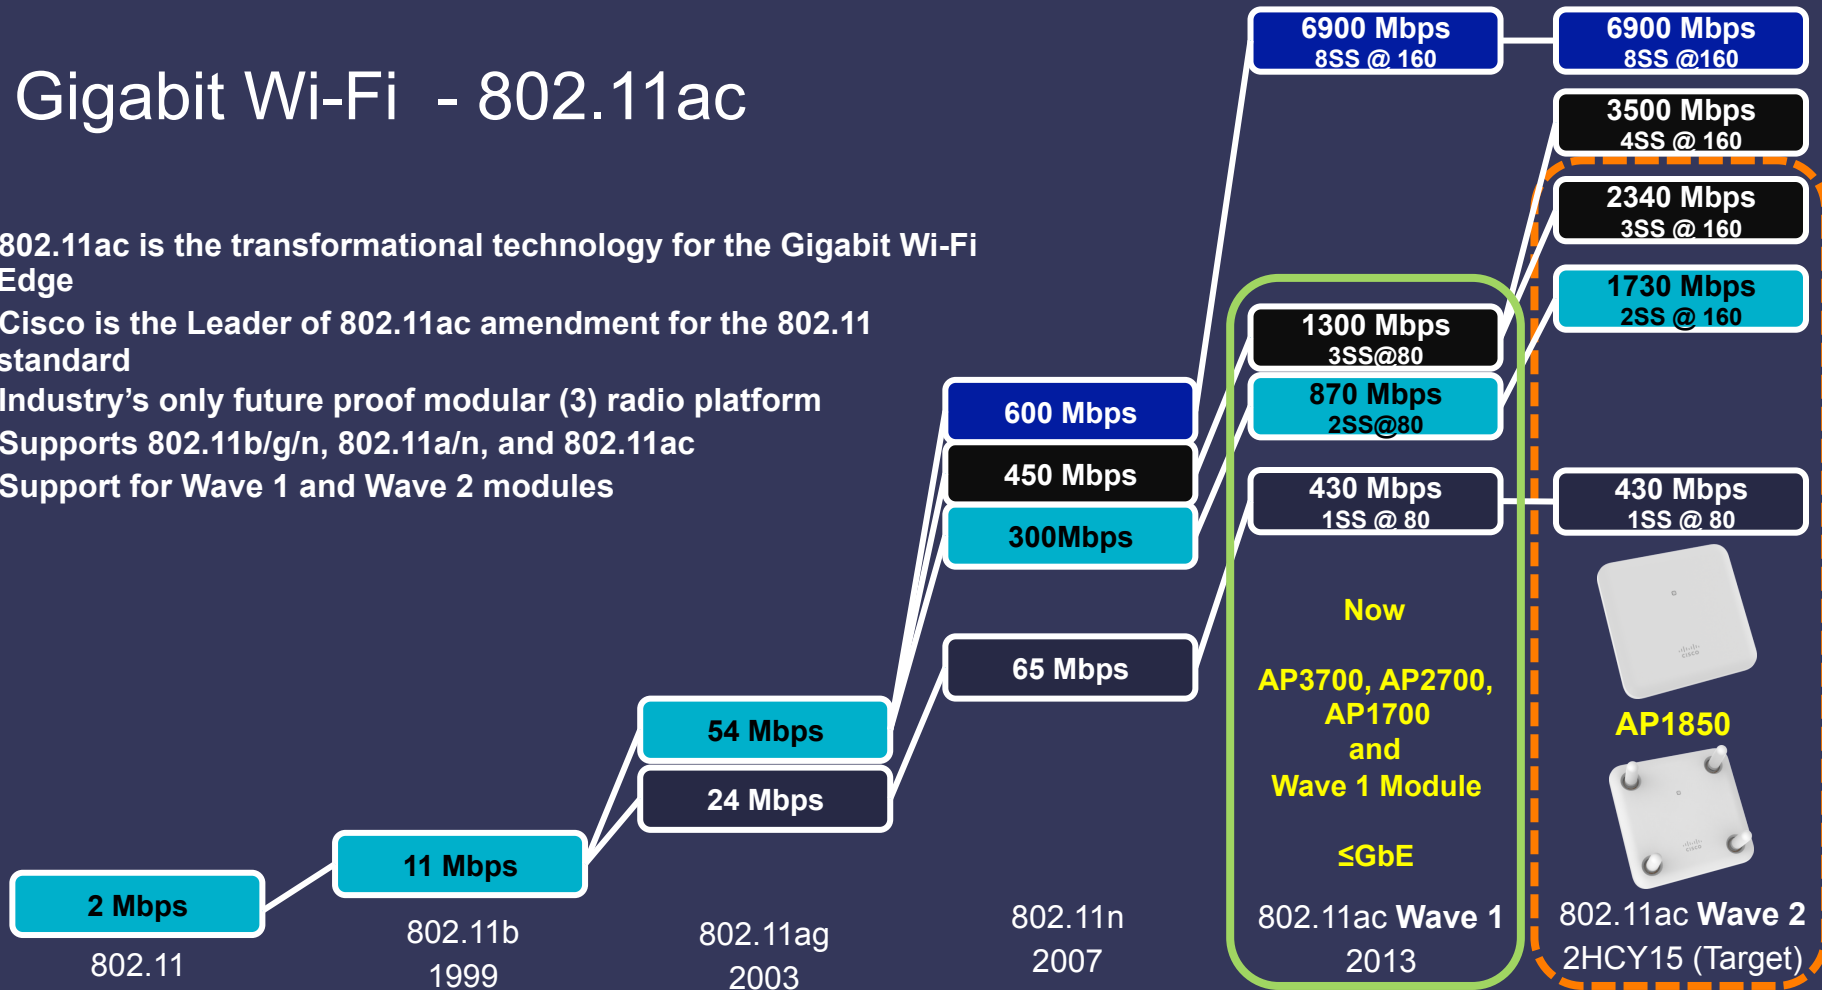 Gigabit Wi-Fi - 802.11ac
802.11ac is the transformational technology for the Gigabit Wi-Fi
Edge
Cisco is the Leader of 802.11ac amendment for the 802.11
standard
Industry’s only future proof modular (3) radio platform
Supports 802.11b/g/n, 802.11a/n, and 802.11ac
Support for Wave 1 and Wave 2 modules
2 Mbps
802.11
11 Mbps
802.11b
1999
54 Mbps
24 Mbps
802.11ag
2003
600 Mbps
450 Mbps
300Mbps
65 Mbps
802.11n
2007
6900 Mbps
8SS @ 160
1300 Mbps
3SS@80
870 Mbps
2SS@80
430 Mbps
1SS @ 80
Now
AP3700, AP2700,
AP1700
and
Wave 1 Module
≤GbE
802.11ac Wave 1
2013
6900 Mbps
8SS @160
3500 Mbps
4SS @ 160
2340 Mbps
3SS @ 160
1730 Mbps
2SS @ 160
430 Mbps
1SS @ 80
CISCO
AP1850
CISCO
802.11ac Wave 2
2HCY15 (Target)